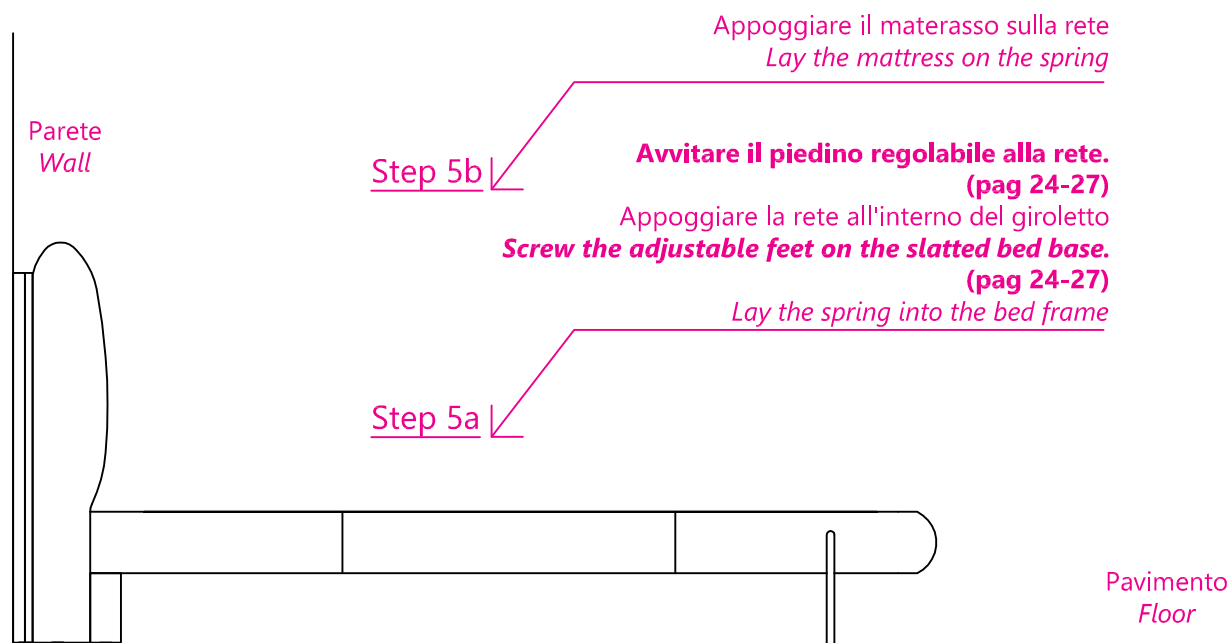 Appoggiare il materasso sulla rete
Lay the mattress on the spring
Parete
Wall
Step 5b
Avvitare il piedino regolabile alla rete.
(pag 24-27)
Appoggiare la rete all'interno del giroletto
Screw the adjustable feet on the slatted bed base.
(pag 24-27)
Lay the spring into the bed frame
Step 5a
Pavimento
Floor